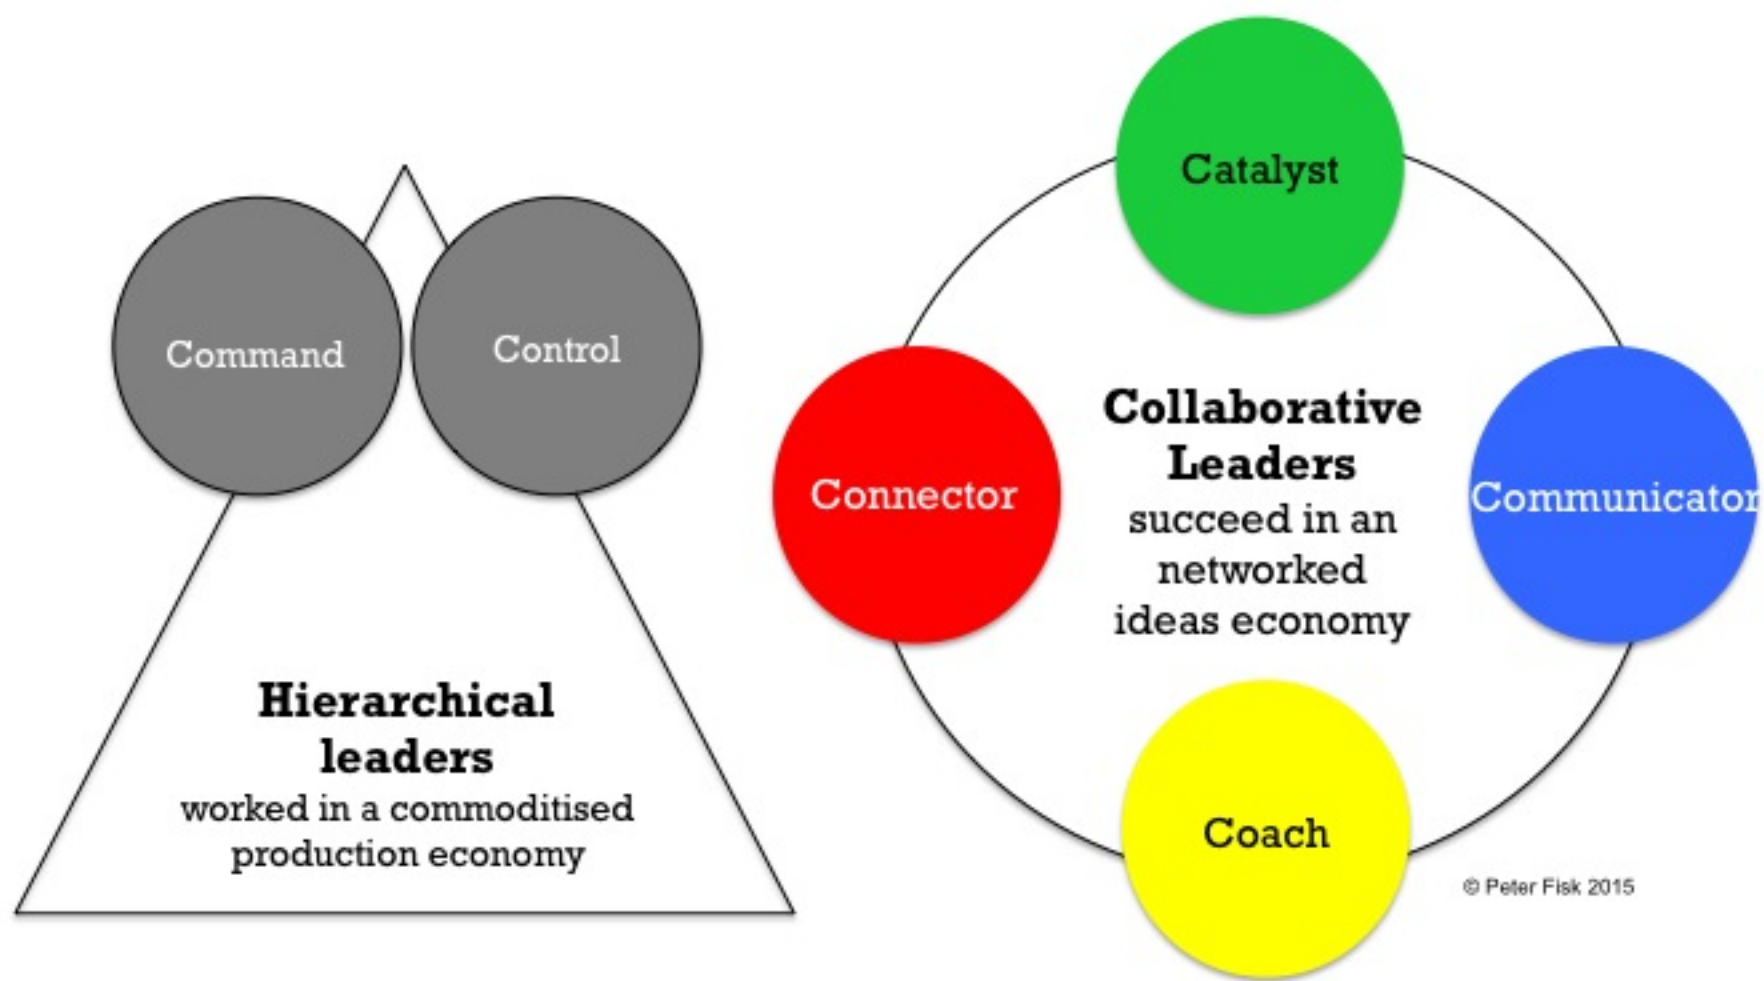 Command
Control
Hierarchical
leaders
worked in a commoditised
production economy
Catalyst
Connector
Collaborative
Leaders
succeed in an
networked
ideas economy
Communicator
Coach
© Peter Fisk 2015